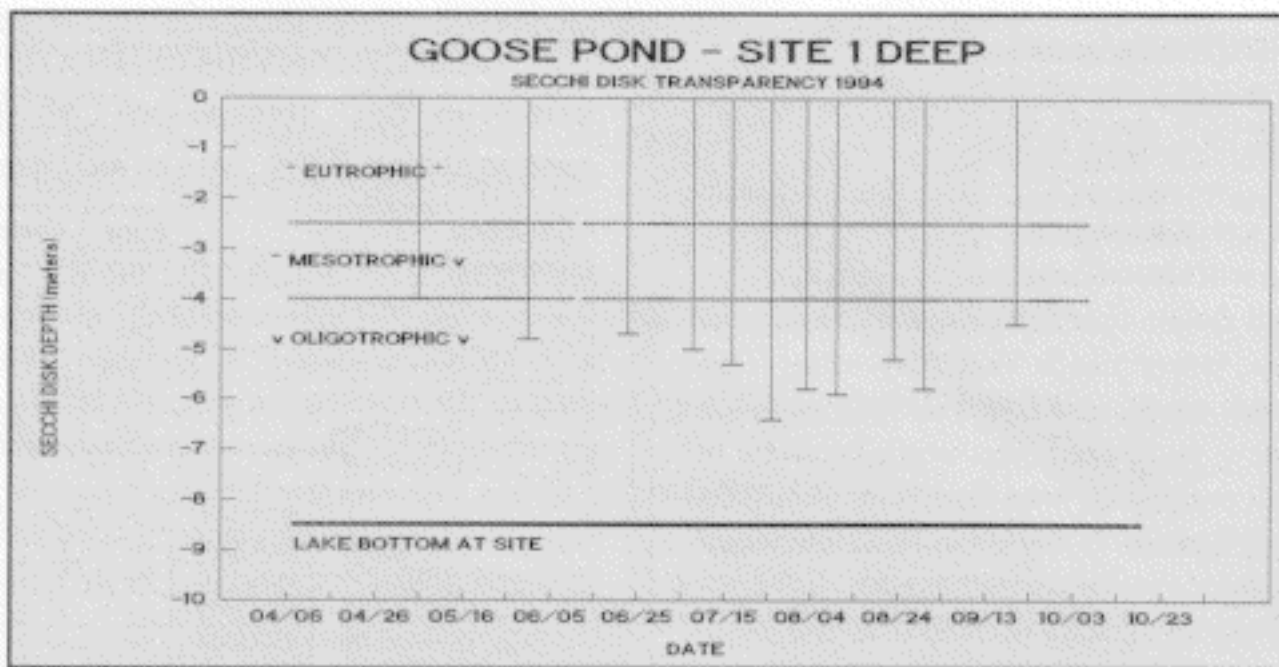 GOOSE POND - SITE 1 DEEP
SECCHI DISK TRANSPARENCY 1994
0
-1
-2
-3
-4
-5
-6
-7
-8
-9
-10
SECCHI DISK DEPTH (meters)
^ EUTROPHIC ^
^ MESOTROPHIC v
v OLIGOTROPHIC v
LAKE BOTTOM AT SITE
04/06 04/26 05/16 06/05 06/25 07/15 08/04 08/24 09/13 10/03 10/23
DATE